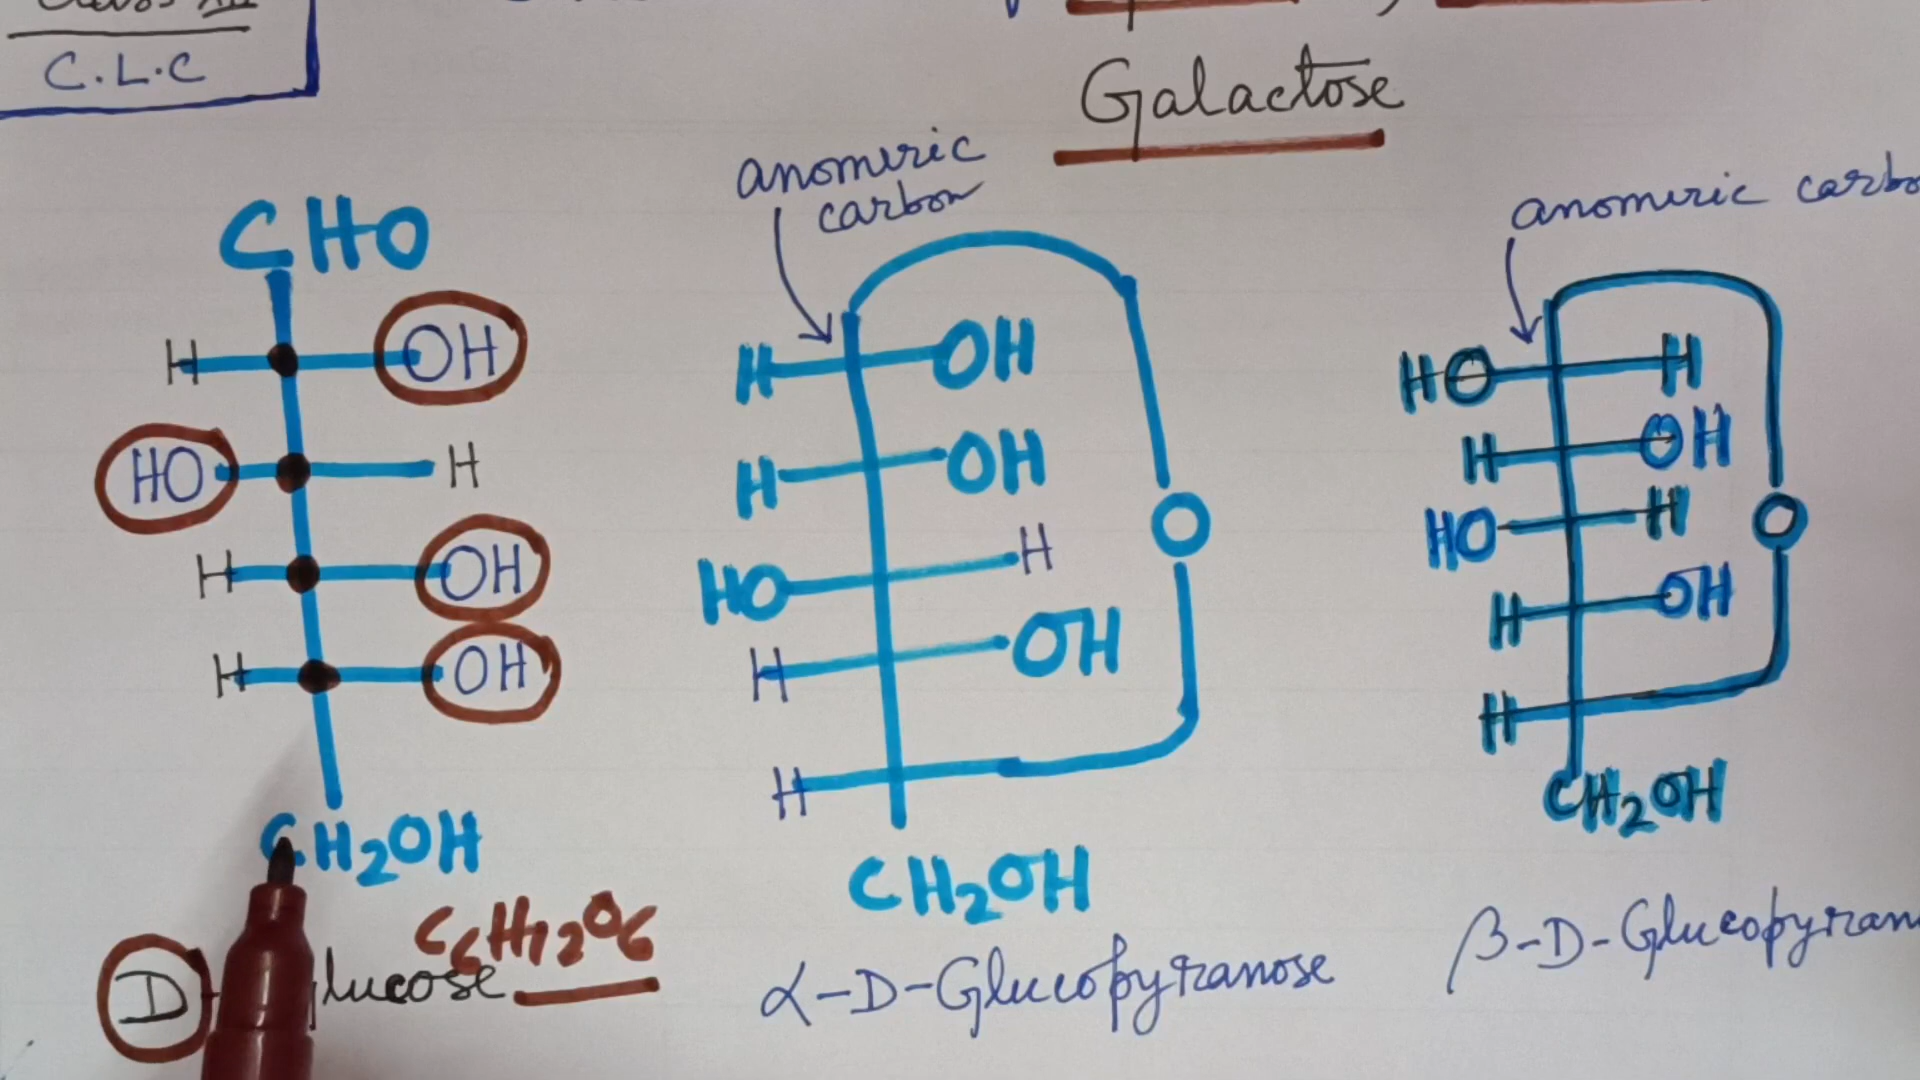 C.L.C
Galactose
anomeric
carbon
anomeric carbo
CHO
H OH
HO H
H OH
H OH
CH2OH
C6H12O6
D- lucose
H OH
H OH
HO H
H OH
H
O
CH2OH
α-D-Glucopyranose
HO H
H OH
HO H
H OH
H
O
CH2OH
β-D-Glucopyran